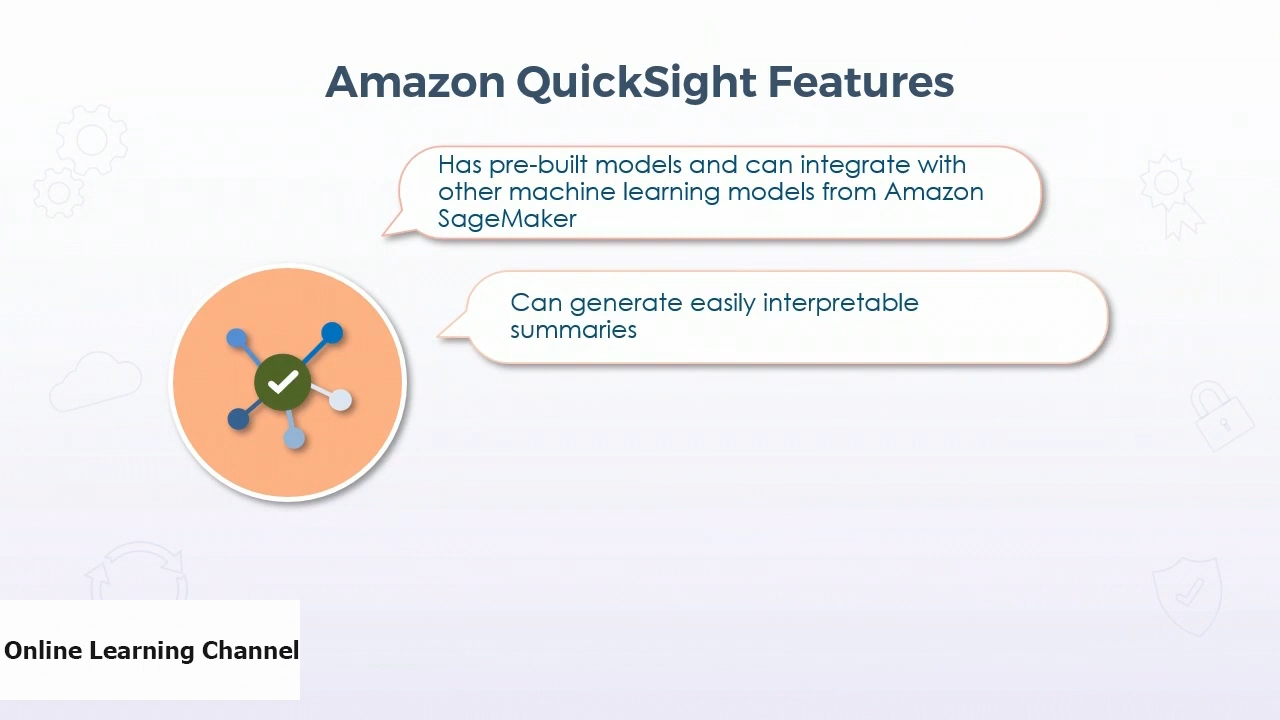 Amazon QuickSight Features
Has pre-built models and can integrate with
other machine learning models from Amazon
SageMaker
Can generate easily interpretable
summaries
Online Learning Channel